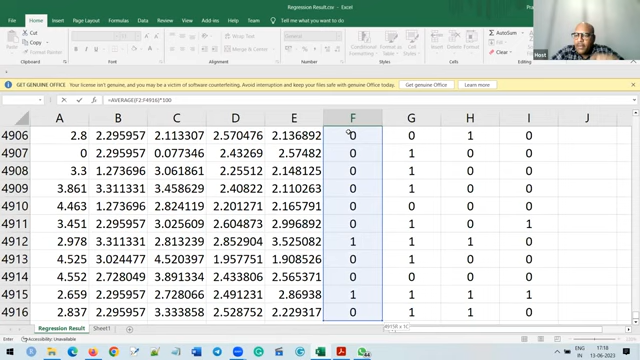 Regression Result.csv - Excel
File Home Insert Page Layout Formulas Data Review View Help Tell me what you want to do
Cut
Copy
Format Painter
Wrap Text
Merge & Center
Conditional Formatting
Format as Table
Cell Styles
Insert
Delete
Format
AutoSum
Fill
Clear
Host
GET GENUINE OFFICE Your license isn't genuine, and you may be a victim of software counterfeiting. Avoid interruption and keep your files safe with genuine Office today. Get genuine Office Learn more
=AVERAGE(F2:F4916)*100
A B C D E F G H I J
4906 2.8 2.295957 2.113307 2.570476 2.136892 0 0 1 0
4907 0 2.295957 0.077346 2.43269 2.57482 0 1 0 0
4908 3.3 1.273696 3.061861 2.25512 2.148125 0 1 0 0
4909 3.861 3.311331 3.458629 2.40822 2.110263 0 1 0 0
4910 4.463 1.273696 2.824119 2.201271 2.165791 0 0 0 0
4911 3.451 2.295957 3.025609 2.604873 2.996892 0 1 0 1
4912 2.978 3.311331 2.813239 2.852904 3.525082 1 1 1 0
4913 4.525 3.024477 4.520397 1.957751 1.908526 0 1 0 0
4914 4.552 2.728049 3.891334 2.433806 2.565371 0 0 0 0
4915 2.659 2.295957 2.728066 2.491231 2.86938 1 1 1 1
4916 2.837 2.295957 3.333858 2.528752 2.229317 0 1 1 0
4915R x 1C
Regression Result Sheet1
Enter Accessibility: Unavailable
17:18
13-06-2023